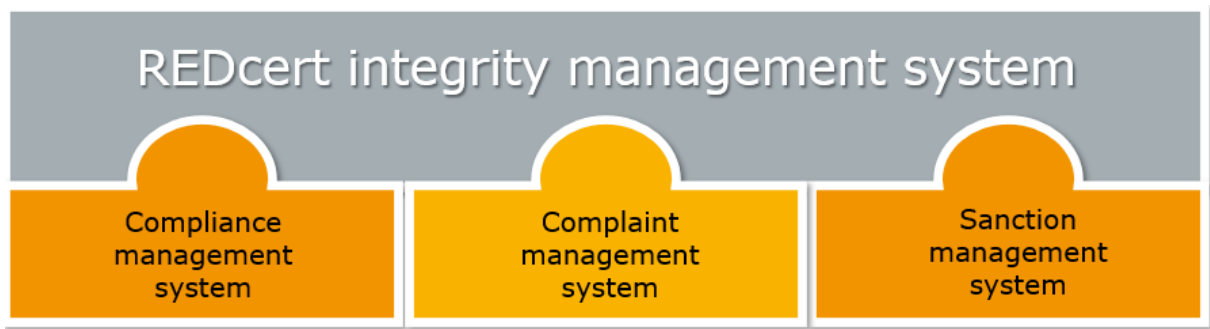 REDcert integrity management system
Compliance
management
system
Complaint
management
system
Sanction
management
system